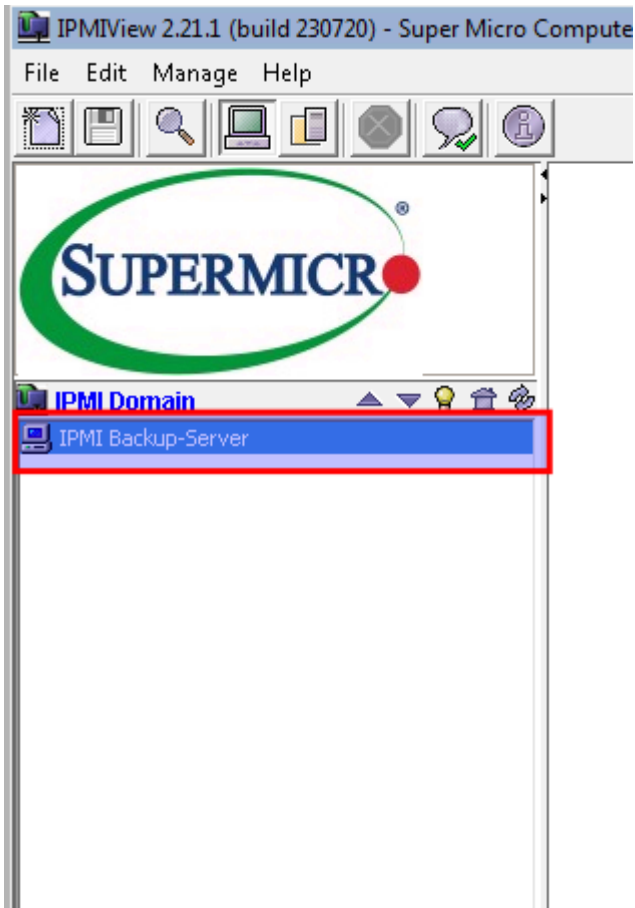 IPMIView 2.21.1 (build 230720) - Super Micro Compute
File Edit Manage Help
SUPERMICR
®
IPMI Domain
IPMI Backup-Server